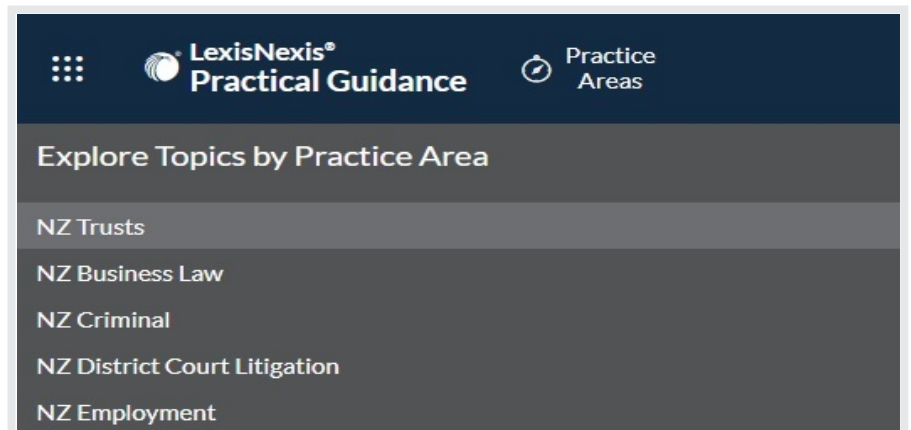 LexisNexis®
Practical Guidance
Practice
Areas
Explore Topics by Practice Area
NZ Trusts
NZ Business Law
NZ Criminal
NZ District Court Litigation
NZ Employment